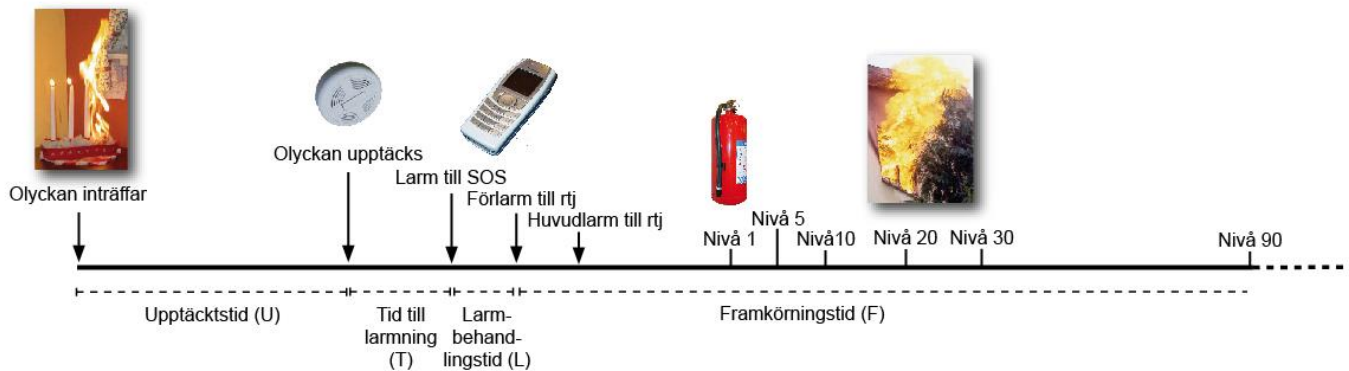 Olyckan inträffar
Olyckan upptäcks
Larm till SOS
Förlarm till rtj
Huvudlarm till rtj
Nivå 1
Nivå 5
Nivå10
Nivå 20
Nivå 30
Nivå 90
Upptäcktstid (U)
Tid till
larmning
(T)
Larm-
behand-
lingstid (L)
Framkörningstid (F)